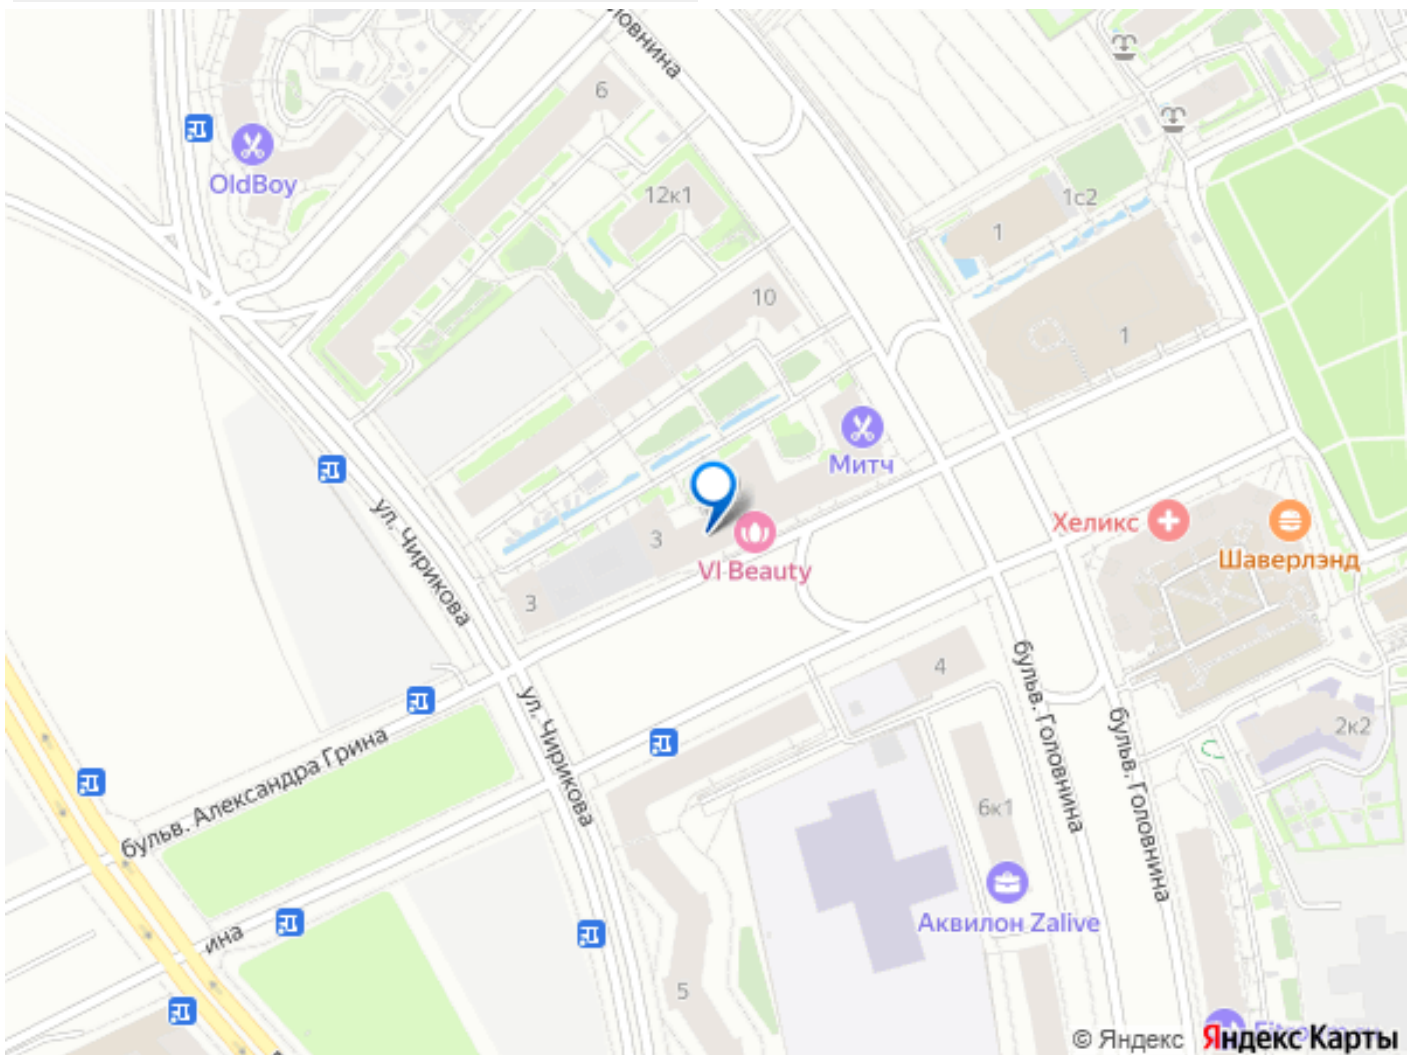 6
OldBoy
12к1
1с2
1
10
1
Митч
ул. Чирикова
3
VI Beauty
Хеликс
Шаверлэнд
3
4
бульв. Головнина
ул. Чирикова
бульв. Головнина
2к2
бульв. Александра Грина
6к1
Аквилон Zalive
ина
5
© Яндекс Яндекс Карты